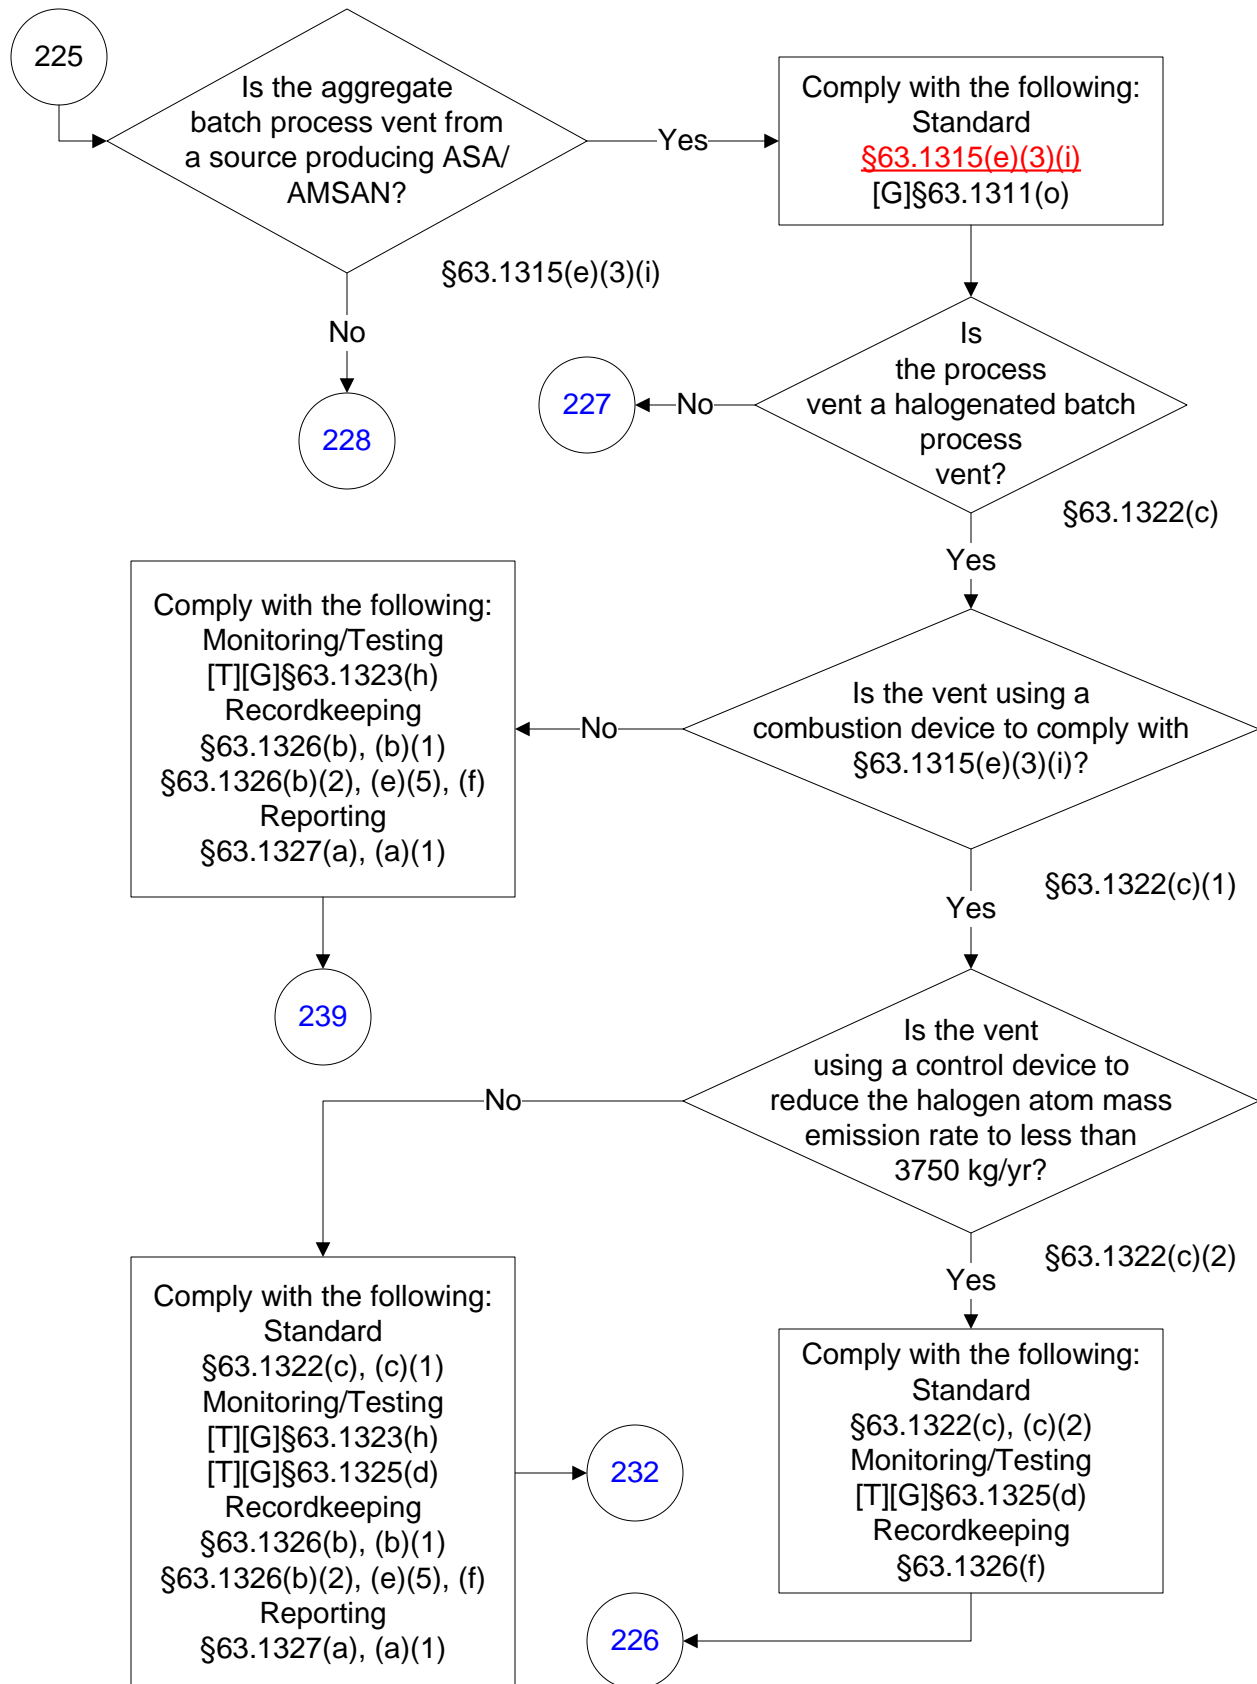 225
Is the aggregate
batch process vent from
a source producing ASA/
AMSAN?
Yes
Comply with the following:
Standard
§63.1315(e)(3)(i)
[G]§63.1311(o)
§63.1315(e)(3)(i)
No
228
Is
the process
vent a halogenated batch
process
vent?
No
227
§63.1322(c)
Yes
Is the vent using a
combustion device to comply with
§63.1315(e)(3)(i)?
No
Comply with the following:
Monitoring/Testing
[T][G]§63.1323(h)
Recordkeeping
§63.1326(b), (b)(1)
§63.1326(b)(2), (e)(5), (f)
Reporting
§63.1327(a), (a)(1)
239
§63.1322(c)(1)
Yes
Is the vent
using a control device to
reduce the halogen atom mass
emission rate to less than
3750 kg/yr?
No
Comply with the following:
Standard
§63.1322(c), (c)(1)
Monitoring/Testing
[T][G]§63.1323(h)
[T][G]§63.1325(d)
Recordkeeping
§63.1326(b), (b)(1)
§63.1326(b)(2), (e)(5), (f)
Reporting
§63.1327(a), (a)(1)
232
§63.1322(c)(2)
Yes
Comply with the following:
Standard
§63.1322(c), (c)(2)
Monitoring/Testing
[T][G]§63.1325(d)
Recordkeeping
§63.1326(f)
226